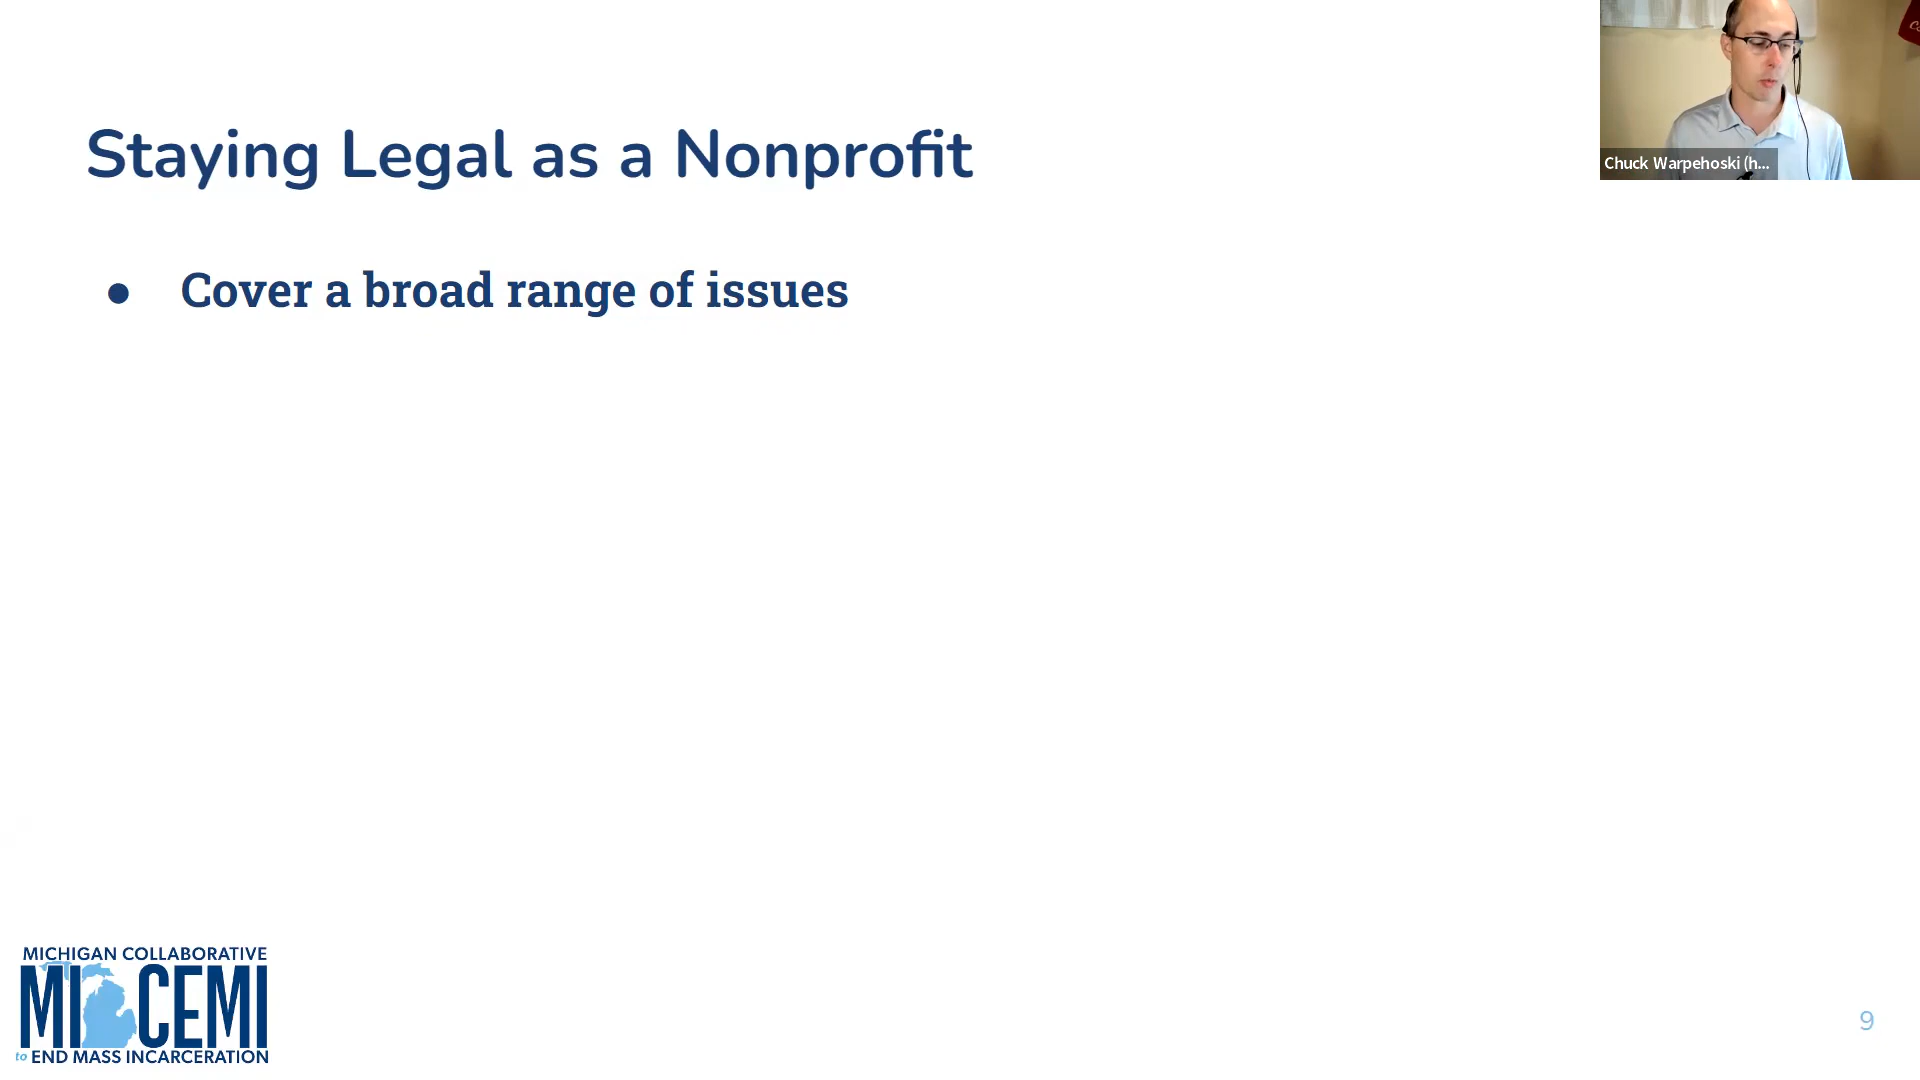 Staying Legal as a Nonprofit
Chuck Warpehoski (h...
● Cover a broad range of issues
MICHIGAN COLLABORATIVE
MI CEMI
to END MASS INCARCERATION
9